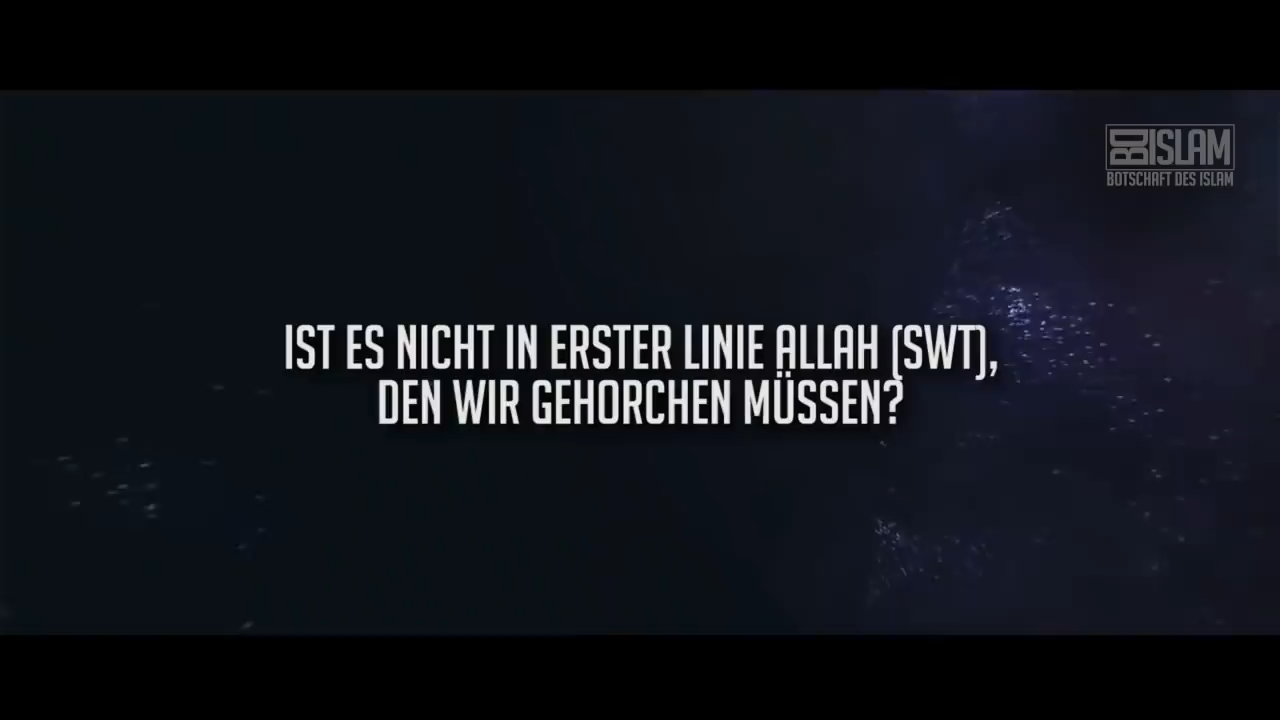 BDISLAM
BOTSCHAFT DES ISLAM
IST ES NICHT IN ERSTER LINIE ALLAH (SWT),
DEN WIR GEHORCHEN MÜSSEN?